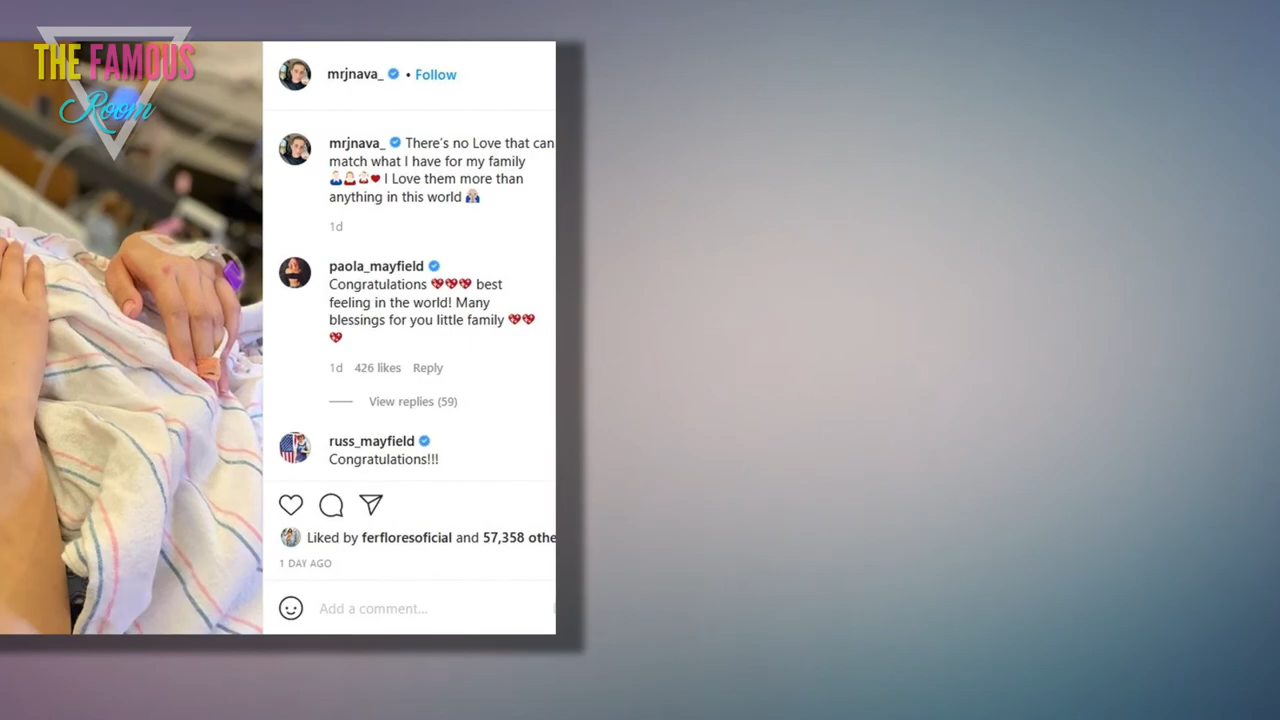 THE FAMOUS
Room
mrjnava_ • Follow
mrjnava_ There's no Love that can
match what I have for my family
I Love them more than
anything in this world
1d
paola_mayfield
Congratulations best
feeling in the world! Many
blessings for you little family
1d 426 likes Reply
View replies (59)
russ_mayfield
Congratulations!!!
Liked by ferfloresoficial and 57,358 othe
1 DAY AGO
Add a comment...